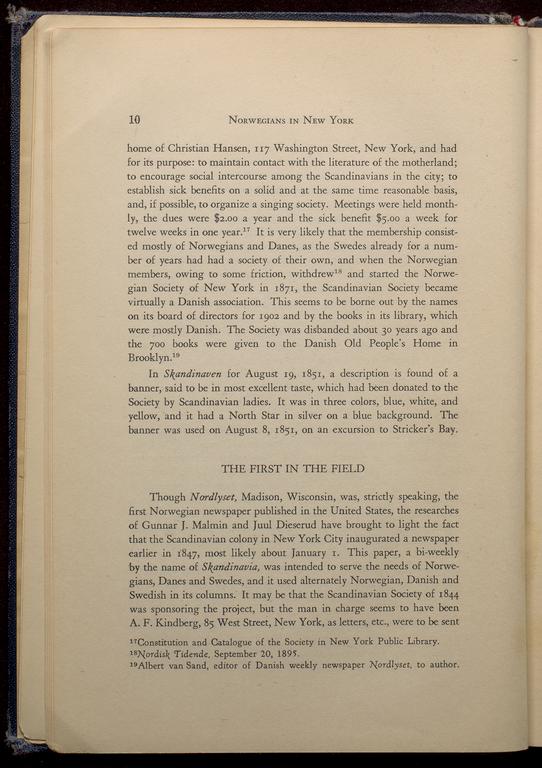 10 Norwegians in New York
home of Christian Hansen, 117 Washington Street, New York, and had
for its purpose: to maintain contact with the literature of the motherland;
to encourage social intercourse among the Scandinavians in the city; to
establish sick benefits on a solid and at the same time reasonable basis,
and, if possible, to organize a singing society. Meetings were held month-
ly, the dues were $2.00 a year and the sick benefit $5.00 a week for
twelve weeks in one year.¹⁷ It is very likely that the membership consist-
ed mostly of Norwegians and Danes, as the Swedes already for a num-
ber of years had had a society of their own, and when the Norwegian
members, owing to some friction, withdrew¹⁸ and started the Norwe-
gian Society of New York in 1871, the Scandinavian Society became
virtually a Danish association. This seems to be borne out by the names
on its board of directors for 1902 and by the books in its library, which
were mostly Danish. The Society was disbanded about 30 years ago and
the 700 books were given to the Danish Old People's Home in
Brooklyn.¹⁹
In Skandinaven for August 19, 1851, a description is found of a
banner, said to be in most excellent taste, which had been donated to the
Society by Scandinavian ladies. It was in three colors, blue, white, and
yellow, and it had a North Star in silver on a blue background. The
banner was used on August 8, 1851, on an excursion to Stricker's Bay.
THE FIRST IN THE FIELD
Though Nordlyset, Madison, Wisconsin, was, strictly speaking, the
first Norwegian newspaper published in the United States, the researches
of Gunnar J. Malmin and Juul Dieserud have brought to light the fact
that the Scandinavian colony in New York City inaugurated a newspaper
earlier in 1847, most likely about January 1. This paper, a bi-weekly
by the name of Skandinavia, was intended to serve the needs of Norwe-
gians, Danes and Swedes, and it used alternately Norwegian, Danish and
Swedish in its columns. It may be that the Scandinavian Society of 1844
was sponsoring the project, but the man in charge seems to have been
A. F. Kindberg, 85 West Street, New York, as letters, etc., were to be sent
¹⁷Constitution and Catalogue of the Society in New York Public Library.
¹⁸Nordisk Tidende, September 20, 1895.
¹⁹Albert van Sand, editor of Danish weekly newspaper Nordlyset, to author.